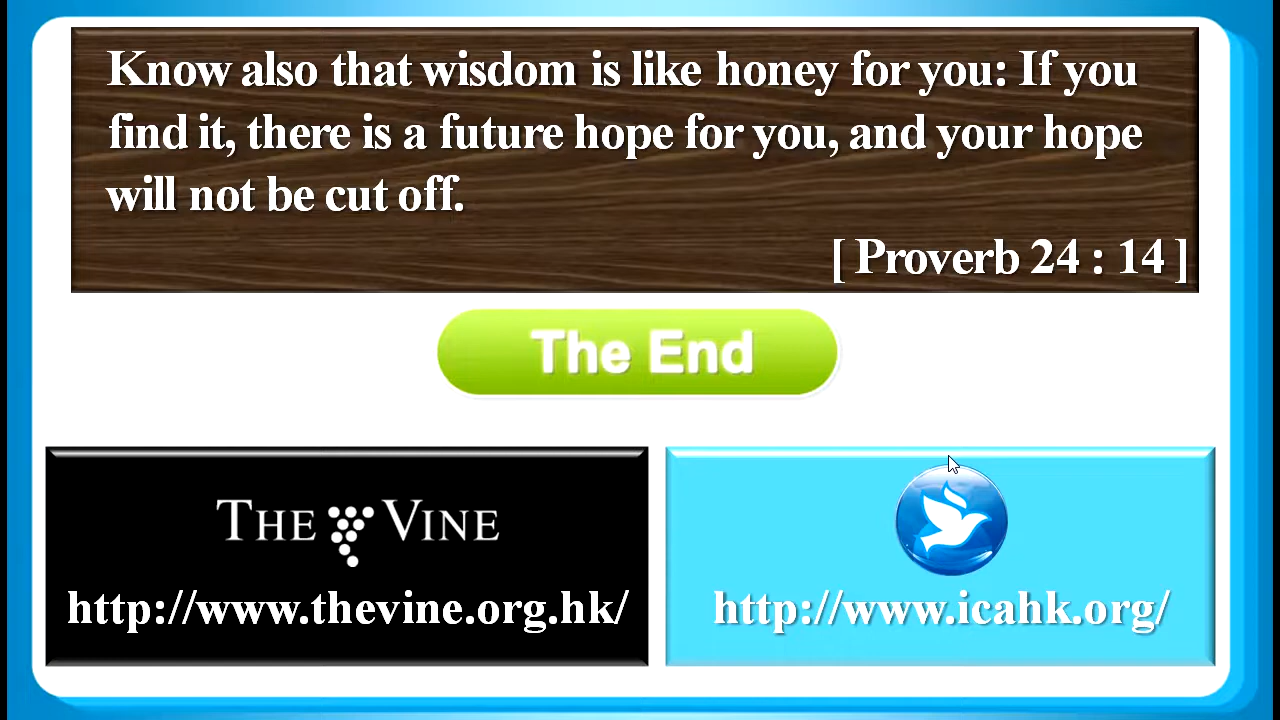 Know also that wisdom is like honey for you: If you
find it, there is a future hope for you, and your hope
will not be cut off.
[ Proverb 24 : 14 ]
The End
THE VINE
http://www.thevine.org.hk/
http://www.icahk.org/